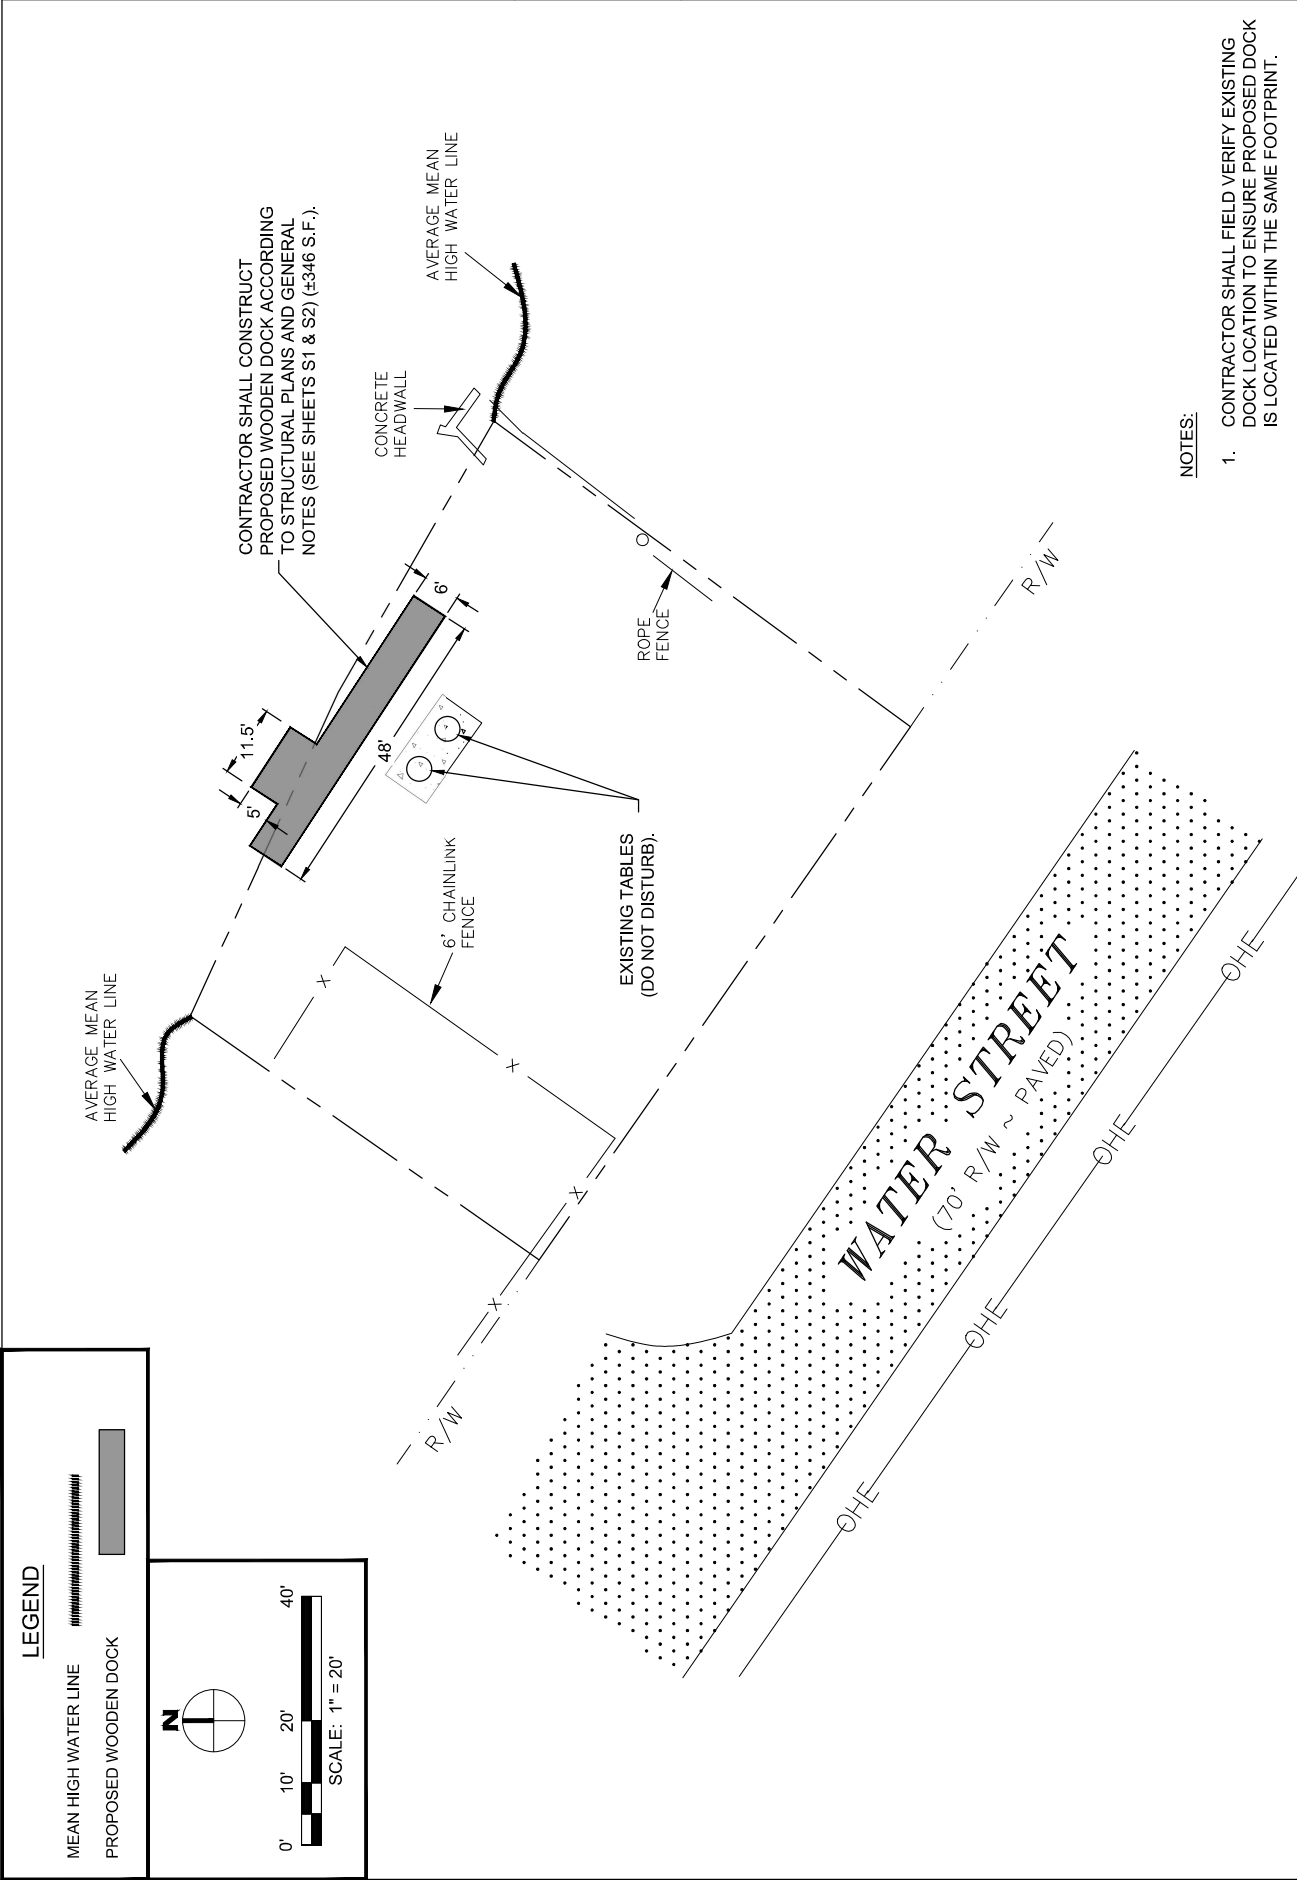 LEGEND
MEAN HIGH WATER LINE
PROPOSED WOODEN DOCK
N
0'
10'
20'
40'
SCALE: 1" = 20'
AVERAGE MEAN
HIGH WATER LINE
CONTRACTOR SHALL CONSTRUCT
PROPOSED WOODEN DOCK ACCORDING
TO STRUCTURAL PLANS AND GENERAL
NOTES (SEE SHEETS S1 & S2) (±346 S.F.).
AVERAGE MEAN
HIGH WATER LINE
CONCRETE
HEADWALL
5'
11.5'
48'
6'
6' CHAINLINK
FENCE
X
X
X
X
EXISTING TABLES
(DO NOT DISTURB).
ROPE
FENCE
R/W
R/W
WATER STREET
(70' R/W ~ PAVED)
OHE
OHE
OHE
OHE
NOTES:
1. CONTRACTOR SHALL FIELD VERIFY EXISTING
DOCK LOCATION TO ENSURE PROPOSED DOCK
IS LOCATED WITHIN THE SAME FOOTPRINT.